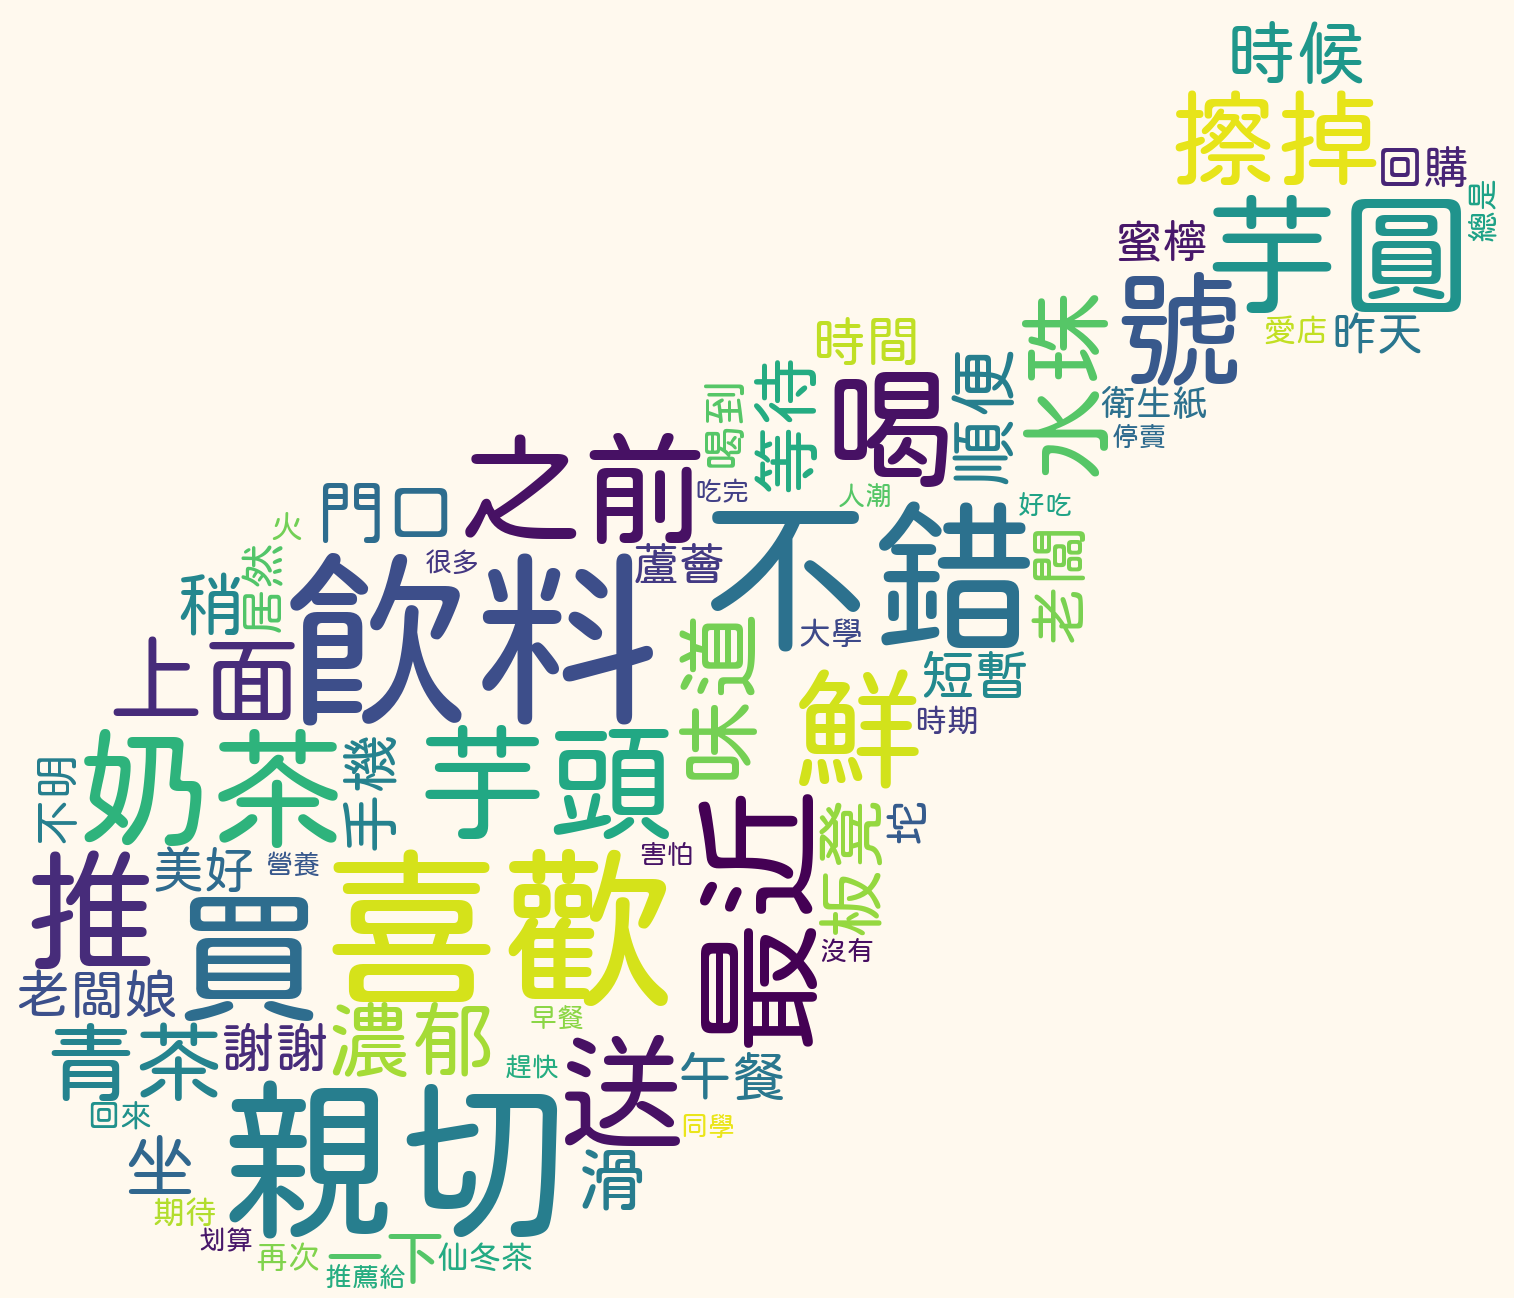 時候
擦掉
回購
總是
芋圓
蜜檸
號
愛店
昨天
水珠
時間
順便
等待
喝到
喝
衛生紙
停賣
之前
吃完
人潮
好吃
門口
火
不錯
老闆
居然
很多
蘆薈
稍
飲料
大學
味道
上面
短暫
鮮
時期
奶茶
手機
芋頭
不明
最近
板凳
蛇
推
美好
營養
喜歡
害怕
買
沒有
老闆娘
濃郁
早餐
青茶
謝謝
送
午餐
趕快
親切
回來
同學
坐
滑
期待
划算
再次
一下
仙冬茶
推薦給